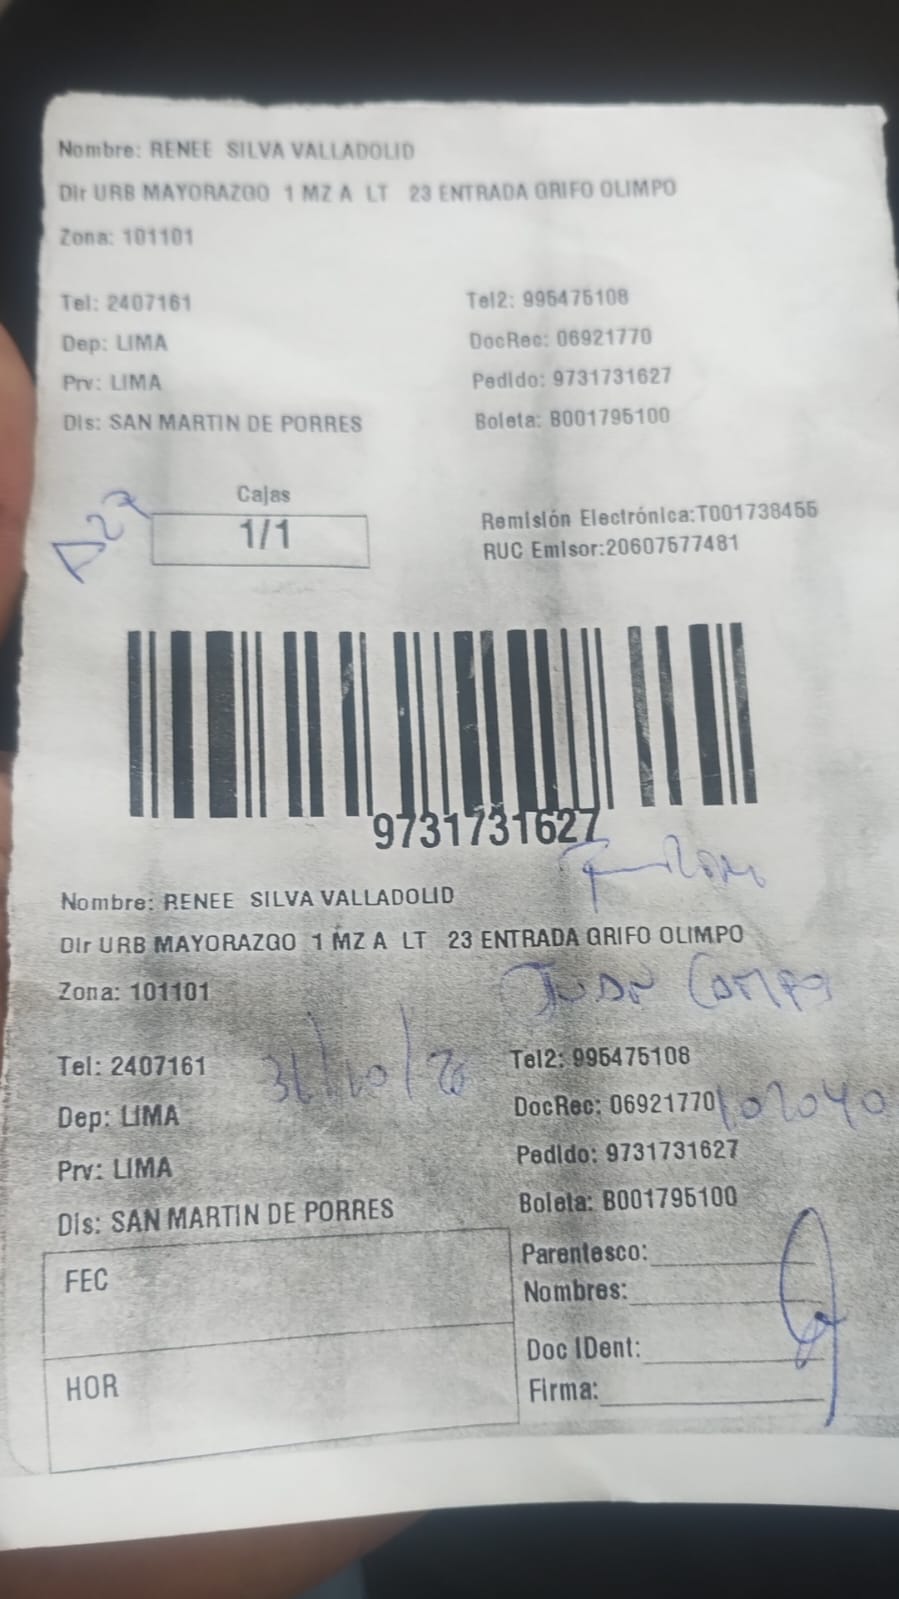 Nombre: RENEE SILVA VALLADOLID
Dir URB MAYORAZGO 1 MZ A LT 23 ENTRADA GRIFO OLIMPO
Zona: 101101
Tel: 2407161 Tel2: 995475108
Dep: LIMA DocRec: 06921770
Prv: LIMA Pedido: 9731731627
Dis: SAN MARTIN DE PORRES Boleta: B001795100
A27
Cajas
1/1
Remisión Electrónica:T001738455
RUC Emisor:20607577481
9731731627
Nombre: RENEE SILVA VALLADOLID
Dir URB MAYORAZGO 1 MZ A LT 23 ENTRADA GRIFO OLIMPO
Juan Campos
Zona: 101101
Tel: 2407161 Tel2: 995475108
Dep: LIMA DocRec: 06921770
Prv: LIMA Pedido: 9731731627
Dis: SAN MARTIN DE PORRES Boleta: B001795100
FEC
HOR
Parentesco:
Nombres:
Doc IDent:
Firma: